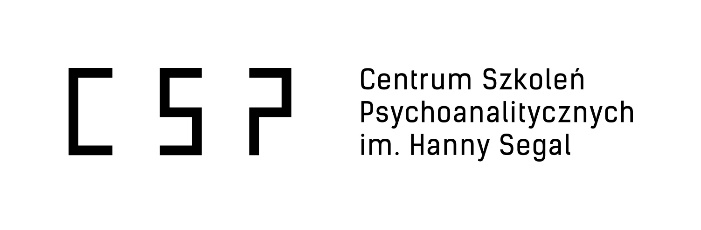 CSP
Centrum Szkoleń
Psychoanalitycznych
im. Hanny Segal